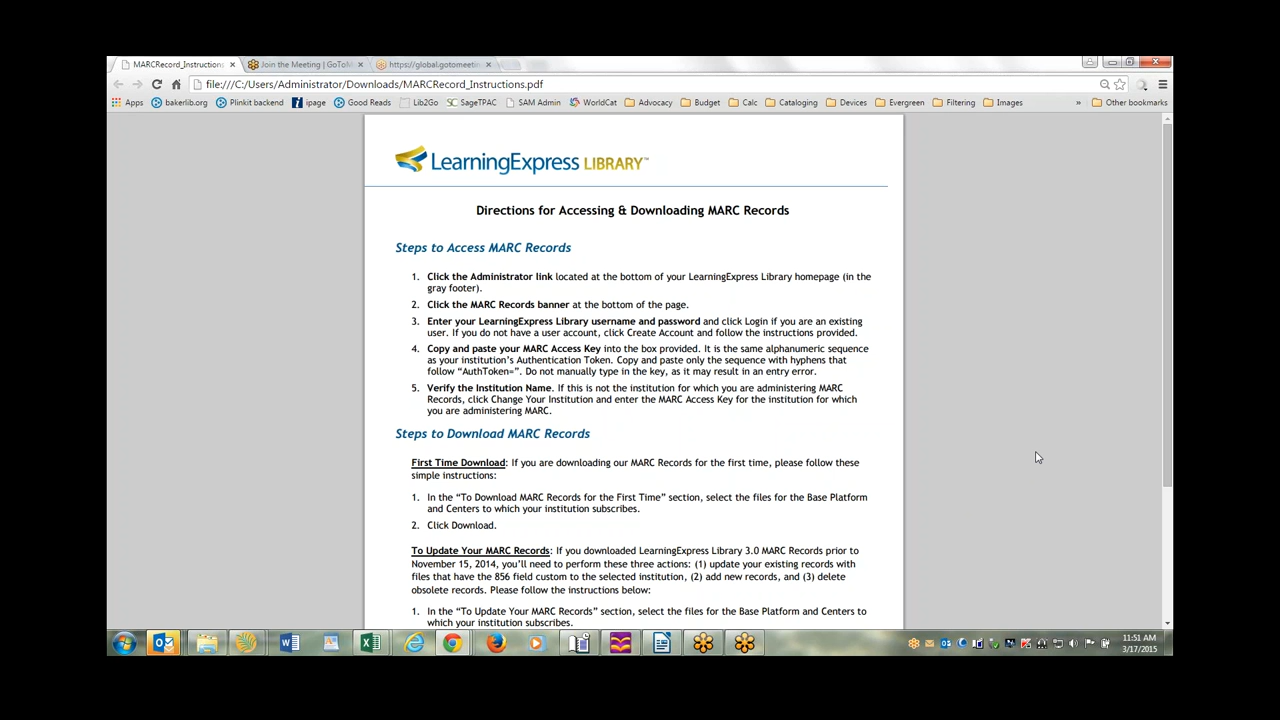 MARCRecord_Instructions
Join the Meeting | GoToM
https://global.gotomeetin
file:///C:/Users/Administrator/Downloads/MARCRecord_Instructions.pdf
Apps bakerlib.org Plinkit backend ipage Good Reads Lib2Go SageTPAC SAM Admin WorldCat Advocacy Budget Calc Cataloging Devices Evergreen Filtering Images » Other bookmarks
LearningExpress LIBRARY™
Directions for Accessing & Downloading MARC Records
Steps to Access MARC Records
1. Click the Administrator link located at the bottom of your LearningExpress Library homepage (in the
gray footer).
2. Click the MARC Records banner at the bottom of the page.
3. Enter your LearningExpress Library username and password and click Login if you are an existing
user. If you do not have a user account, click Create Account and follow the instructions provided.
4. Copy and paste your MARC Access Key into the box provided. It is the same alphanumeric sequence
as your institution's Authentication Token. Copy and paste only the sequence with hyphens that
follow “AuthToken=”. Do not manually type in the key, as it may result in an entry error.
5. Verify the Institution Name. If this is not the institution for which you are administering MARC
Records, click Change Your Institution and enter the MARC Access Key for the institution for which
you are administering MARC.
Steps to Download MARC Records
First Time Download: If you are downloading our MARC Records for the first time, please follow these
simple instructions:
1. In the “To Download MARC Records for the First Time” section, select the files for the Base Platform
and Centers to which your institution subscribes.
2. Click Download.
To Update Your MARC Records: If you downloaded LearningExpress Library 3.0 MARC Records prior to
November 15, 2014, you’ll need to perform these three actions: (1) update your existing records with
files that have the 856 field custom to the selected institution, (2) add new records, and (3) delete
obsolete records. Please follow the instructions below:
1. In the “To Update Your MARC Records” section, select the files for the Base Platform and Centers to
which your institution subscribes.
11:51 AM
3/17/2015